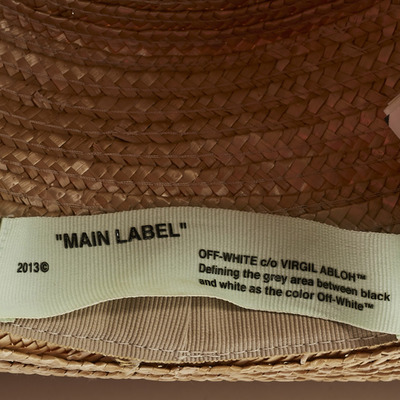 "MAIN LABEL"
2013©
OFF-WHITE c/o VIRGIL ABLOH™
Defining the grey area between black
and white as the color Off-White™